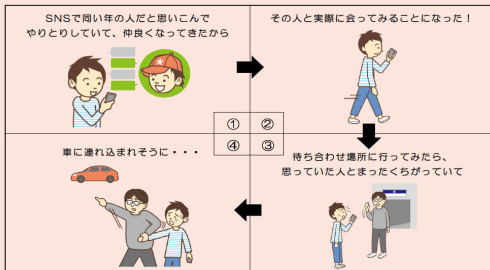 SNSで同い年の人だと思いこんで
やりとりしていて、仲良くなってきたから
その人と実際に会ってみることになった！
①
②
④
③
待ち合わせ場所に行ってみたら、
思っていた人とまったくちがっていて
車に連れ込まれそうに・・・